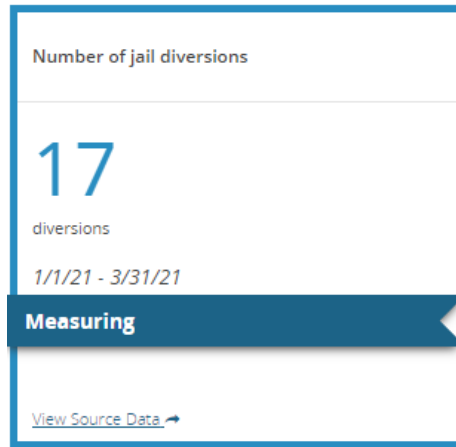 Number of jail diversions
17
diversions
1/1/21 - 3/31/21
Measuring
View Source Data